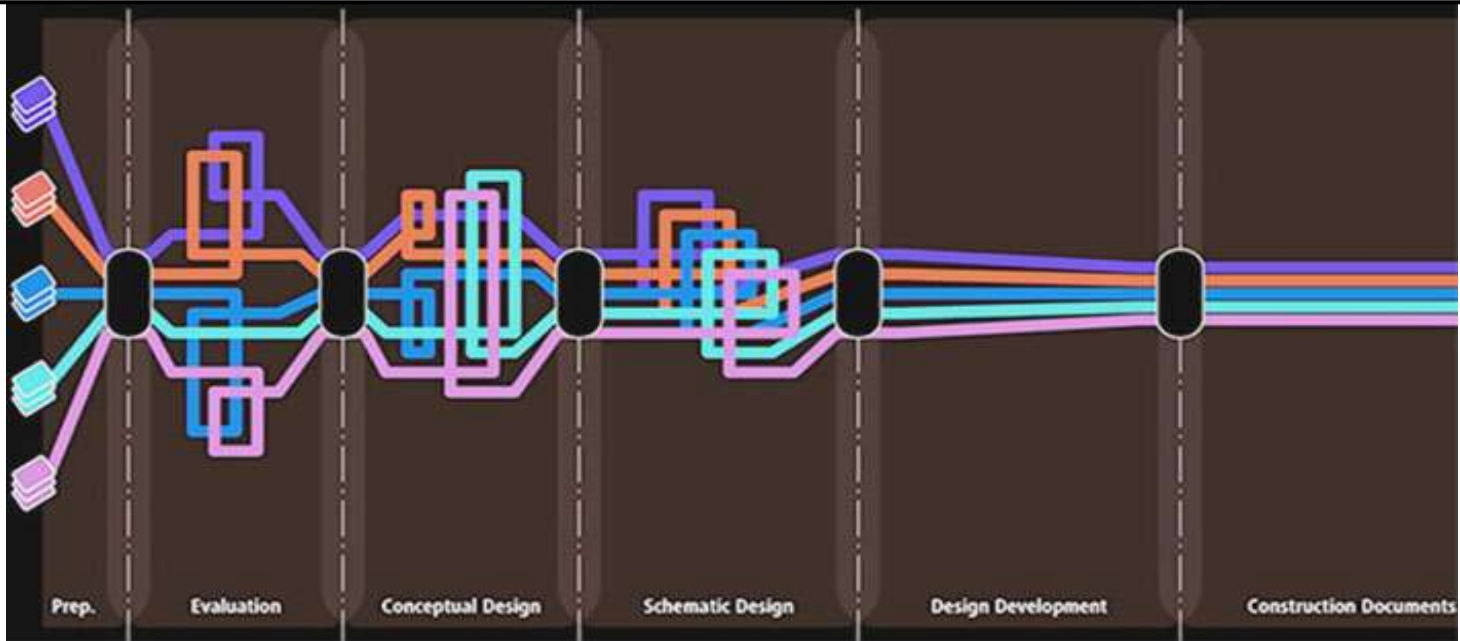 Prep.
Evaluation
Conceptual Design
Schematic Design
Design Development
Construction Documents